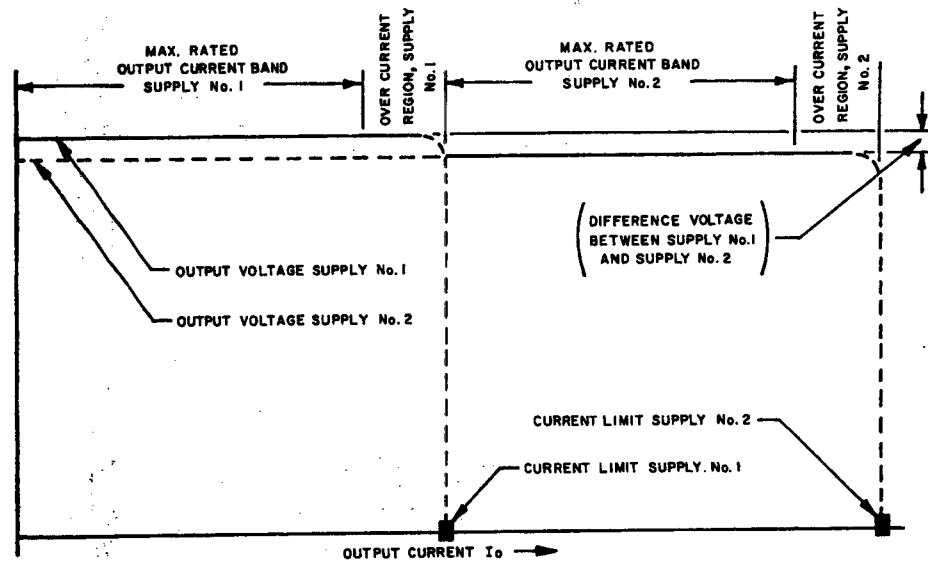 MAX. RATED
OUTPUT CURRENT BAND
SUPPLY No. 1
OVER CURRENT
REGION, SUPPLY
No. 1
MAX. RATED
OUTPUT CURRENT BAND
SUPPLY No. 2
OVER CURRENT
REGION, SUPPLY
No. 2
DIFFERENCE VOLTAGE
BETWEEN SUPPLY No.1
AND SUPPLY No. 2
OUTPUT VOLTAGE SUPPLY No. 1
OUTPUT VOLTAGE SUPPLY No. 2
CURRENT LIMIT SUPPLY No. 2
CURRENT LIMIT SUPPLY. No. 1
OUTPUT CURRENT Io